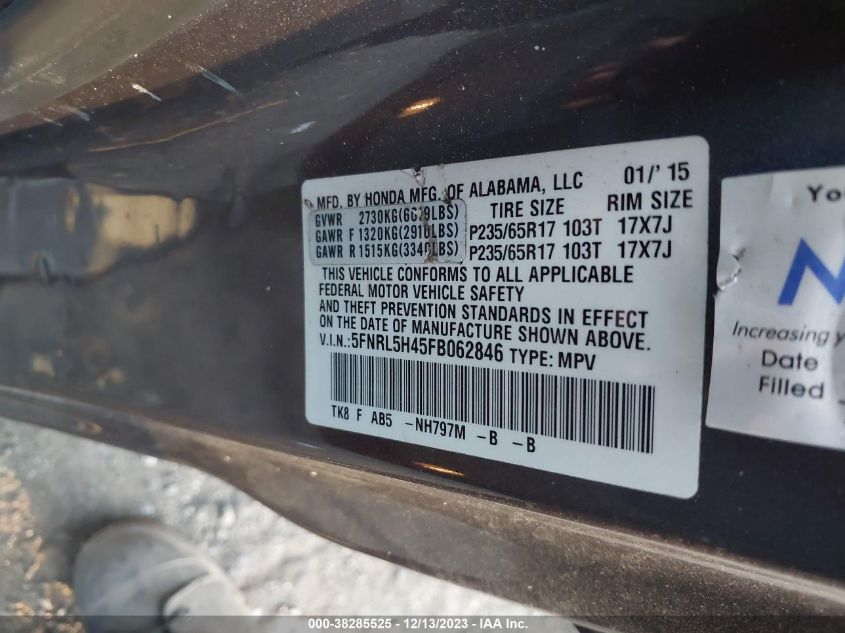 MFD. BY HONDA MFG. OF ALABAMA, LLC 01/'15
GVWR 2730KG(6019LBS) TIRE SIZE RIM SIZE
GAWR F 1320KG(2910LBS) P235/65R17 103T 17X7J
GAWR R 1515KG(3340LBS) P235/65R17 103T 17X7J
THIS VEHICLE CONFORMS TO ALL APPLICABLE
FEDERAL MOTOR VEHICLE SAFETY
AND THEFT PREVENTION STANDARDS IN EFFECT
ON THE DATE OF MANUFACTURE SHOWN ABOVE.
V.I.N.:5FNRL5H45FB062846 TYPE: MPV
TK8 F AB5 -NH797M -B -B
Increasing
Date
Filled
000-38285525 - 12/13/2023 - IAA Inc.